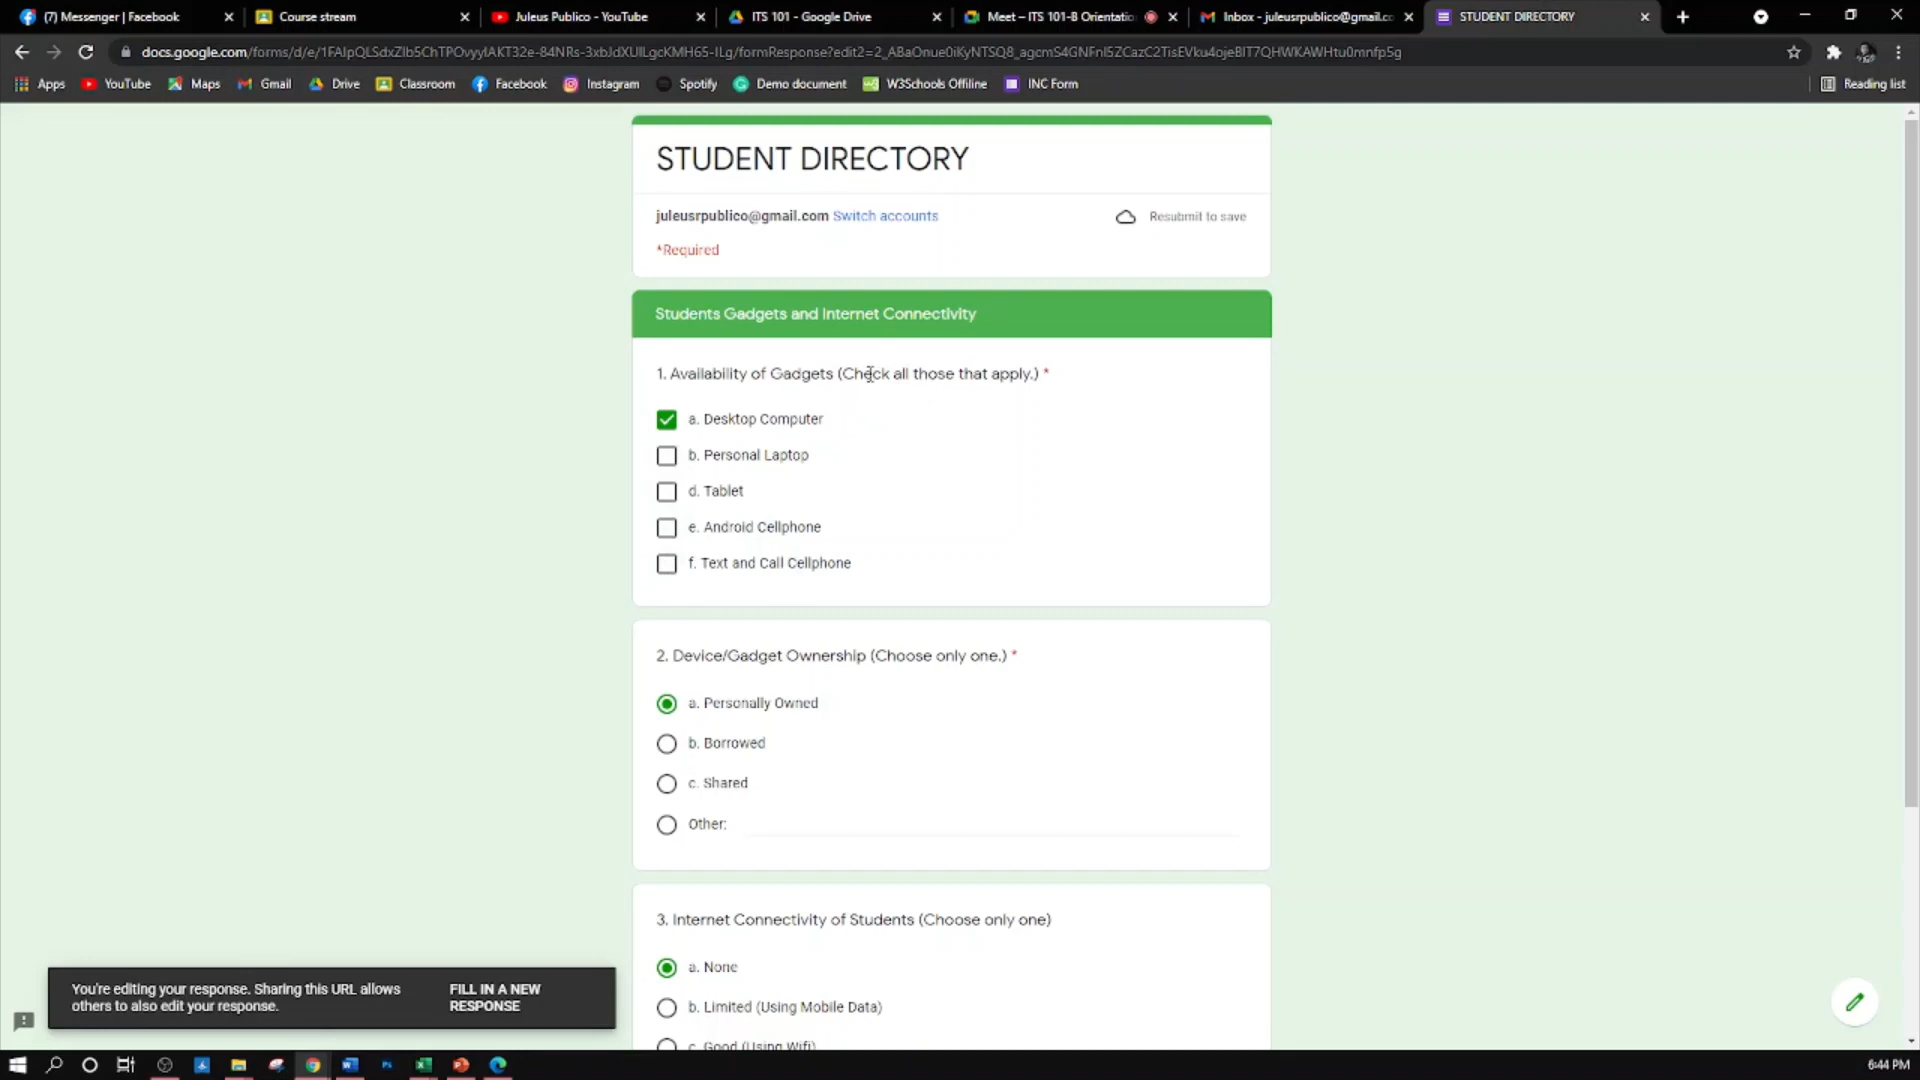 (7) Messenger | Facebook
Course stream
Juleus Publico - YouTube
ITS 101 - Google Drive
Meet – ITS 101-B Orientatio
Inbox - juleusrpublico@gmail.co
STUDENT DIRECTORY
Apps
YouTube
Maps
Gmail
Drive
Classroom
Facebook
Instagram
Spotify
Demo document
W3Schools Offiline
INC Form
Reading list
STUDENT DIRECTORY
juleusrpublico@gmail.com Switch accounts
Resubmit to save
*Required
Students Gadgets and Internet Connectivity
1. Availability of Gadgets (Check all those that apply.) *
a. Desktop Computer
b. Personal Laptop
d. Tablet
e. Android Cellphone
f. Text and Call Cellphone
2. Device/Gadget Ownership (Choose only one.) *
a. Personally Owned
b. Borrowed
c. Shared
Other:
3. Internet Connectivity of Students (Choose only one)
a. None
b. Limited (Using Mobile Data)
c. Good (Using Wifi)
You're editing your response. Sharing this URL allows
others to also edit your response.
FILL IN A NEW
RESPONSE
6:44 PM